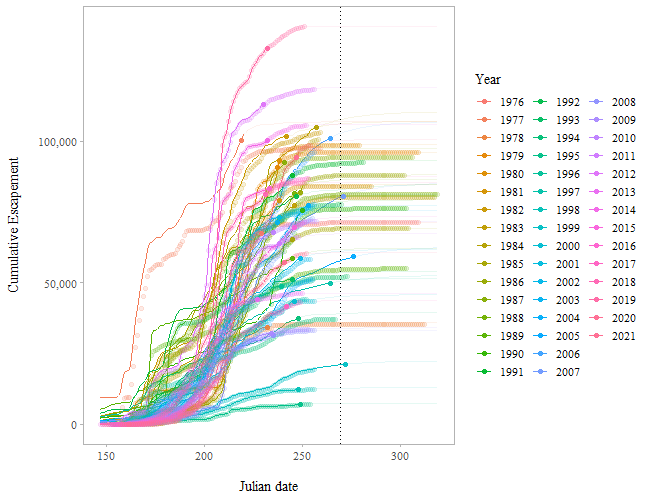 Year
1976 1992 2008
1977 1993 2009
1978 1994 2010
1979 1995 2011
1980 1996 2012
1981 1997 2013
1982 1998 2014
1983 1999 2015
1984 2000 2016
1985 2001 2017
1986 2002 2018
1987 2003 2019
1988 2004 2020
1989 2005 2021
1990 2006
1991 2007
Cumulative Escapement
100,000
50,000
0
150 200 250 300
Julian date